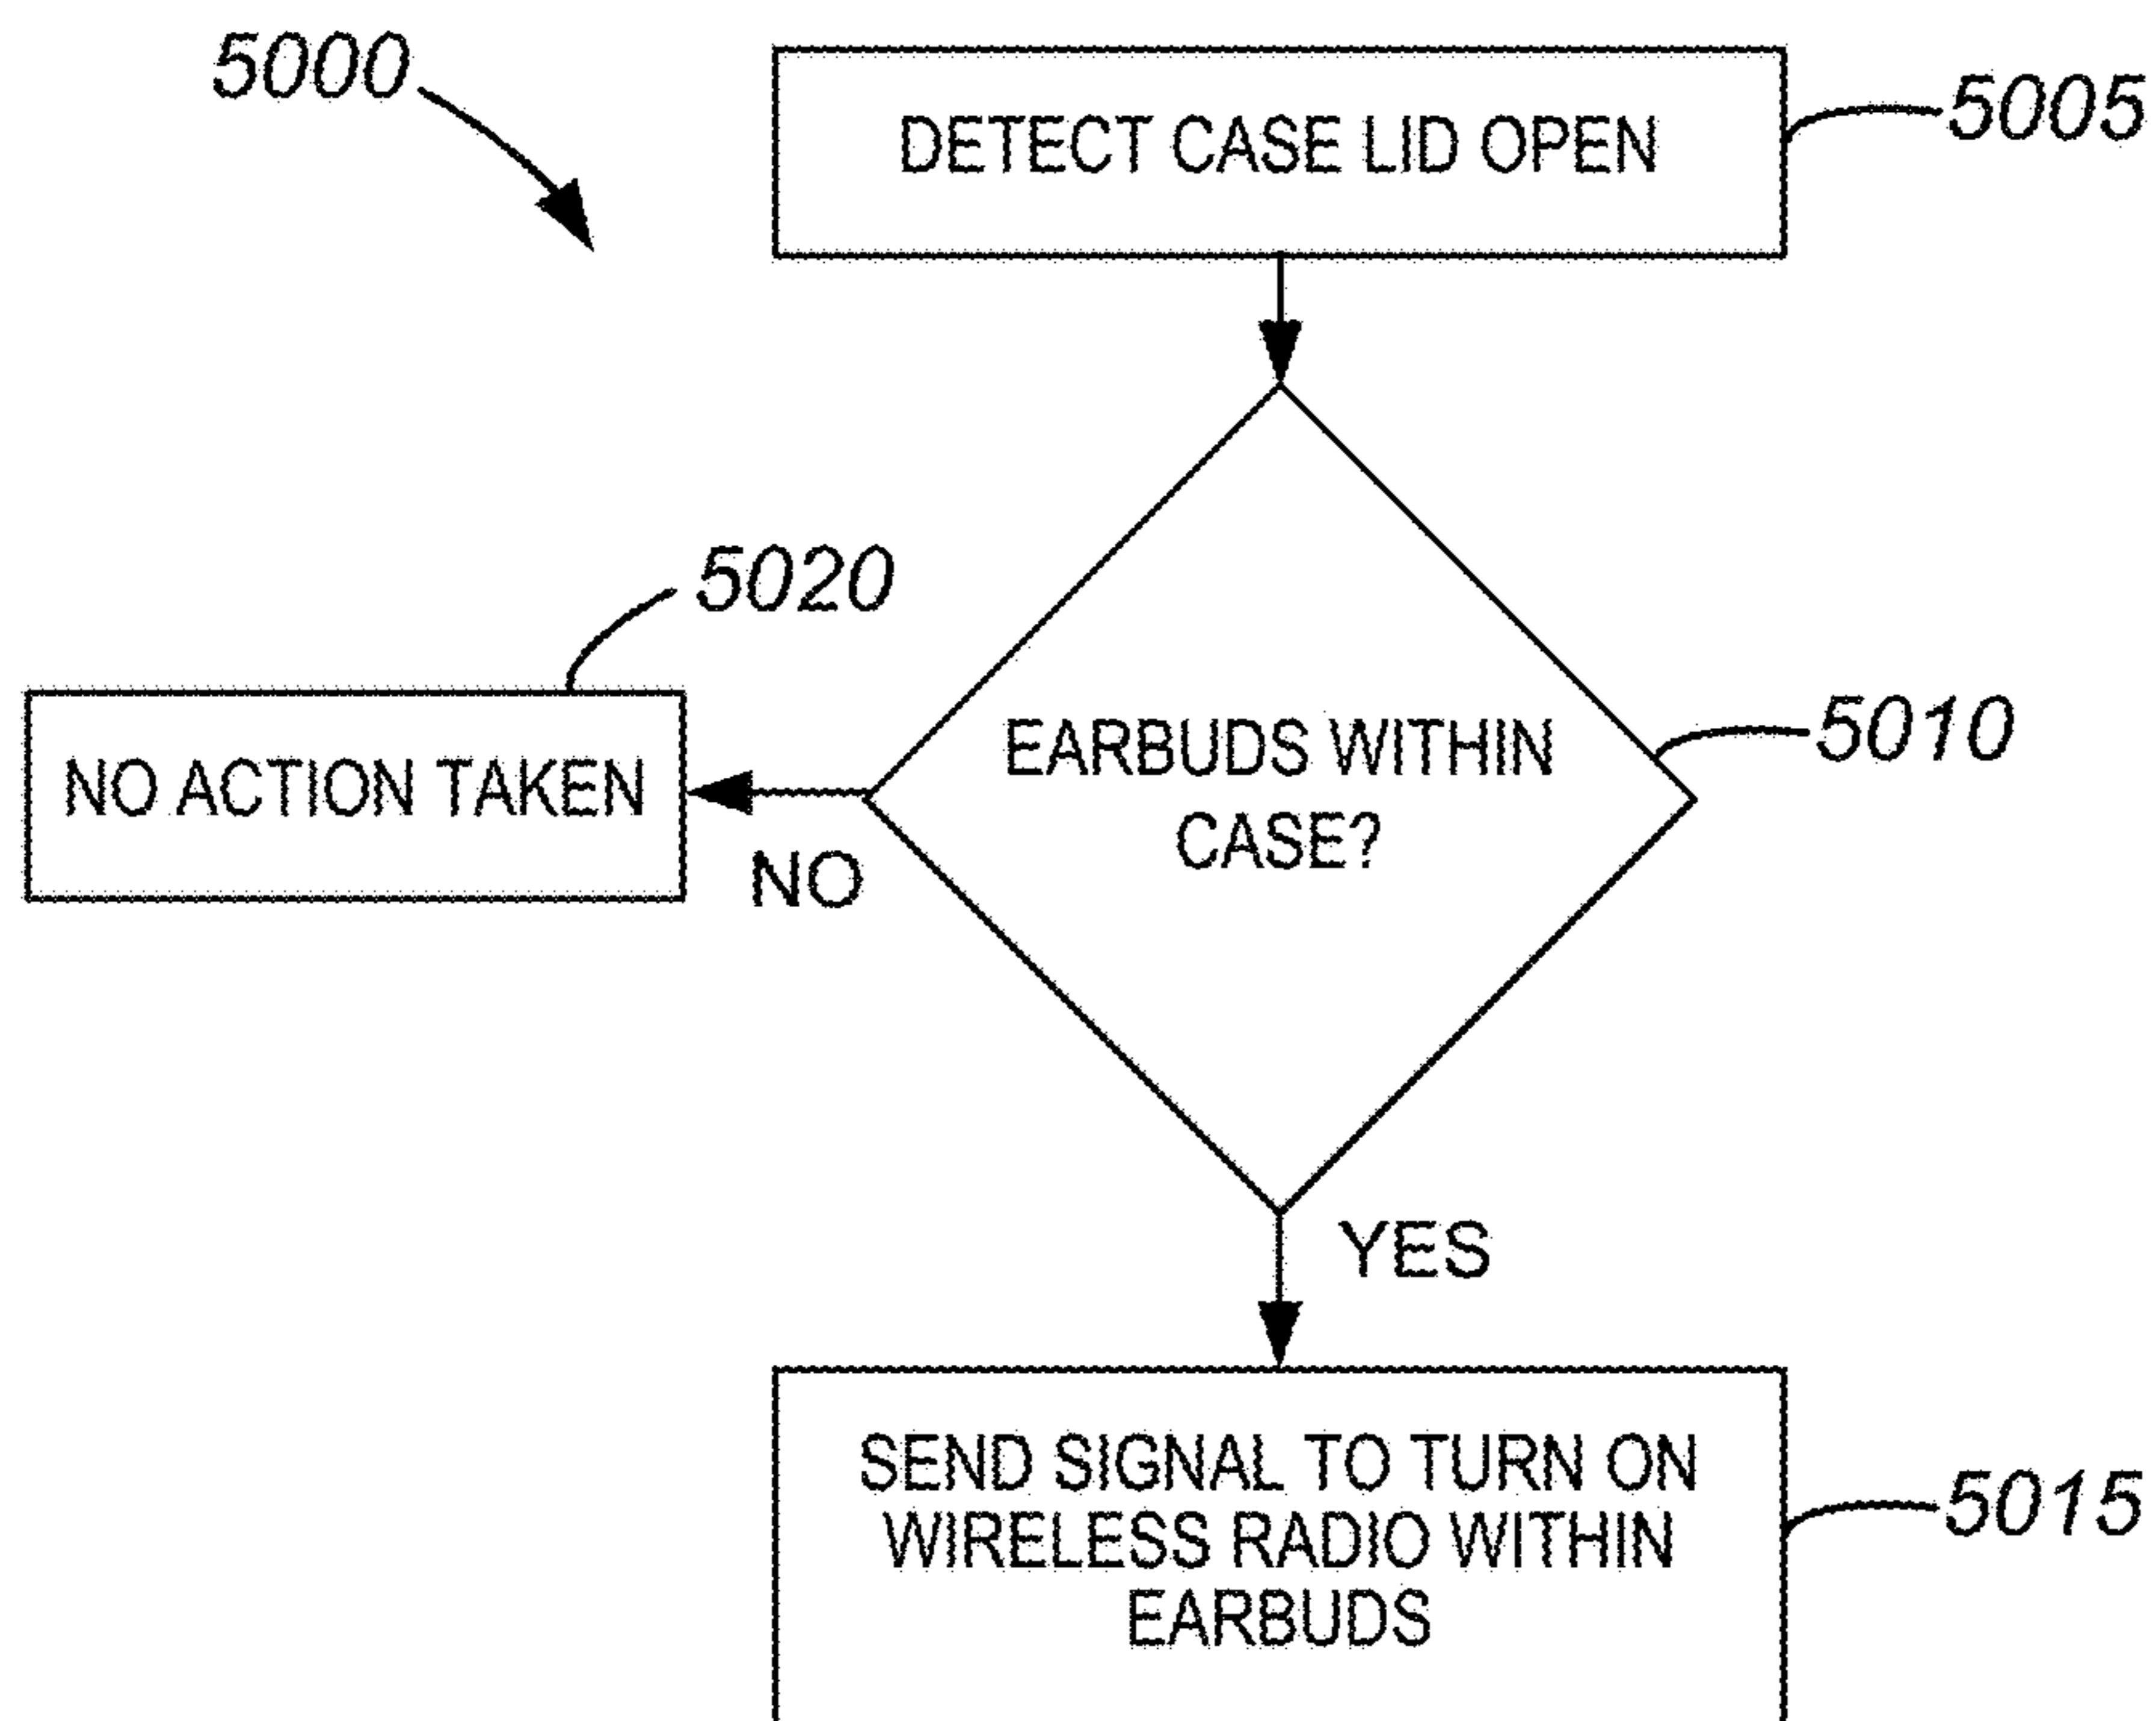 5000
DETECT CASE LID OPEN
5005
5020
EARBUDS WITHIN
CASE?
5010
NO ACTION TAKEN
NO
YES
SEND SIGNAL TO TURN ON
WIRELESS RADIO WITHIN
EARBUDS
5015